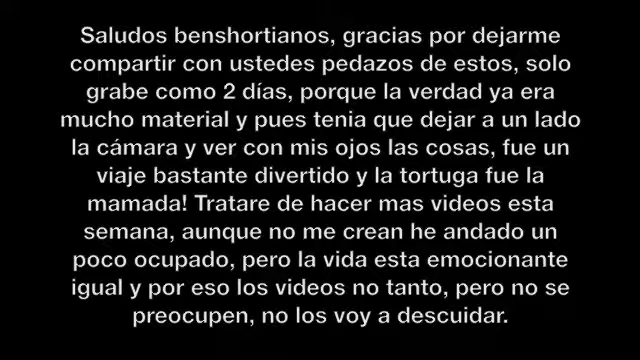 Saludos benshortianos, gracias por dejarme
compartir con ustedes pedazos de estos, solo
grabe como 2 días, porque la verdad ya era
mucho material y pues tenia que dejar a un lado
la cámara y ver con mis ojos las cosas, fue un
viaje bastante divertido y la tortuga fue la
mamada! Tratare de hacer mas videos esta
semana, aunque no me crean he andado un
poco ocupado, pero la vida esta emocionante
igual y por eso los videos no tanto, pero no se
preocupen, no los voy a descuidar.